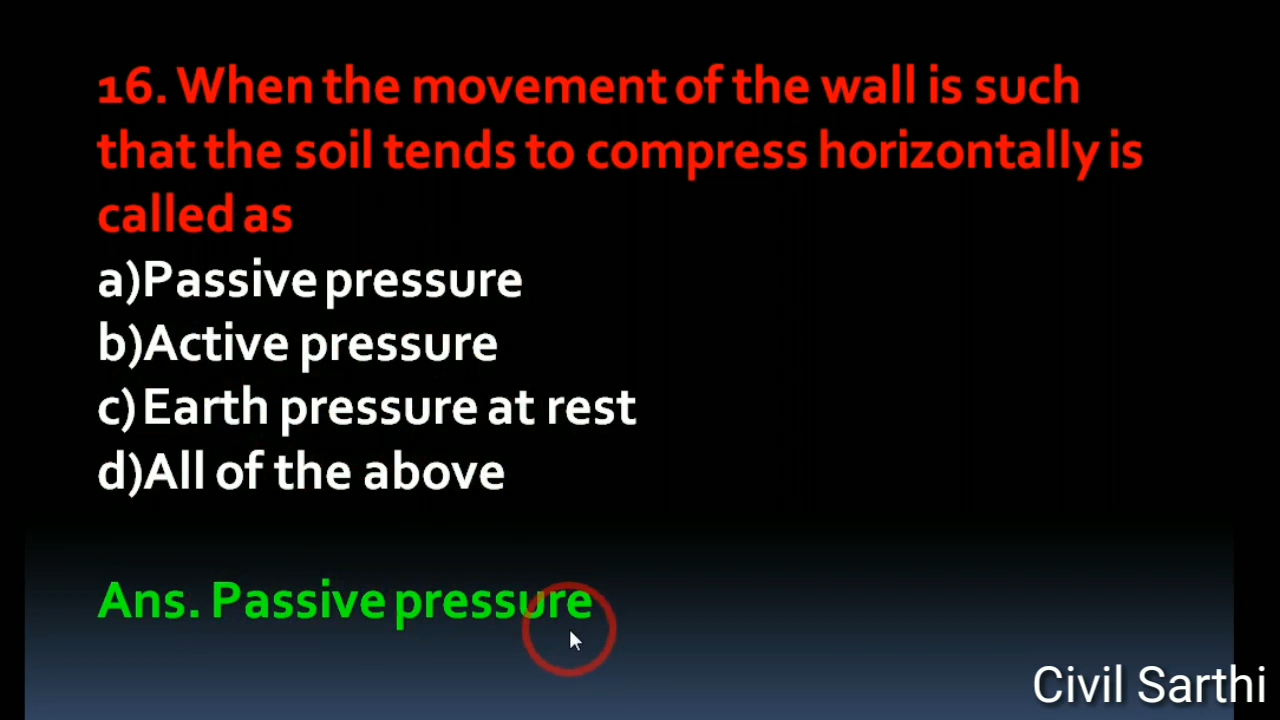 16. When the movement of the wall is such
that the soil tends to compress horizontally is
called as
a)Passive pressure
b)Active pressure
c)Earth pressure at rest
d)All of the above
Ans. Passive pressure
Civil Sarthi